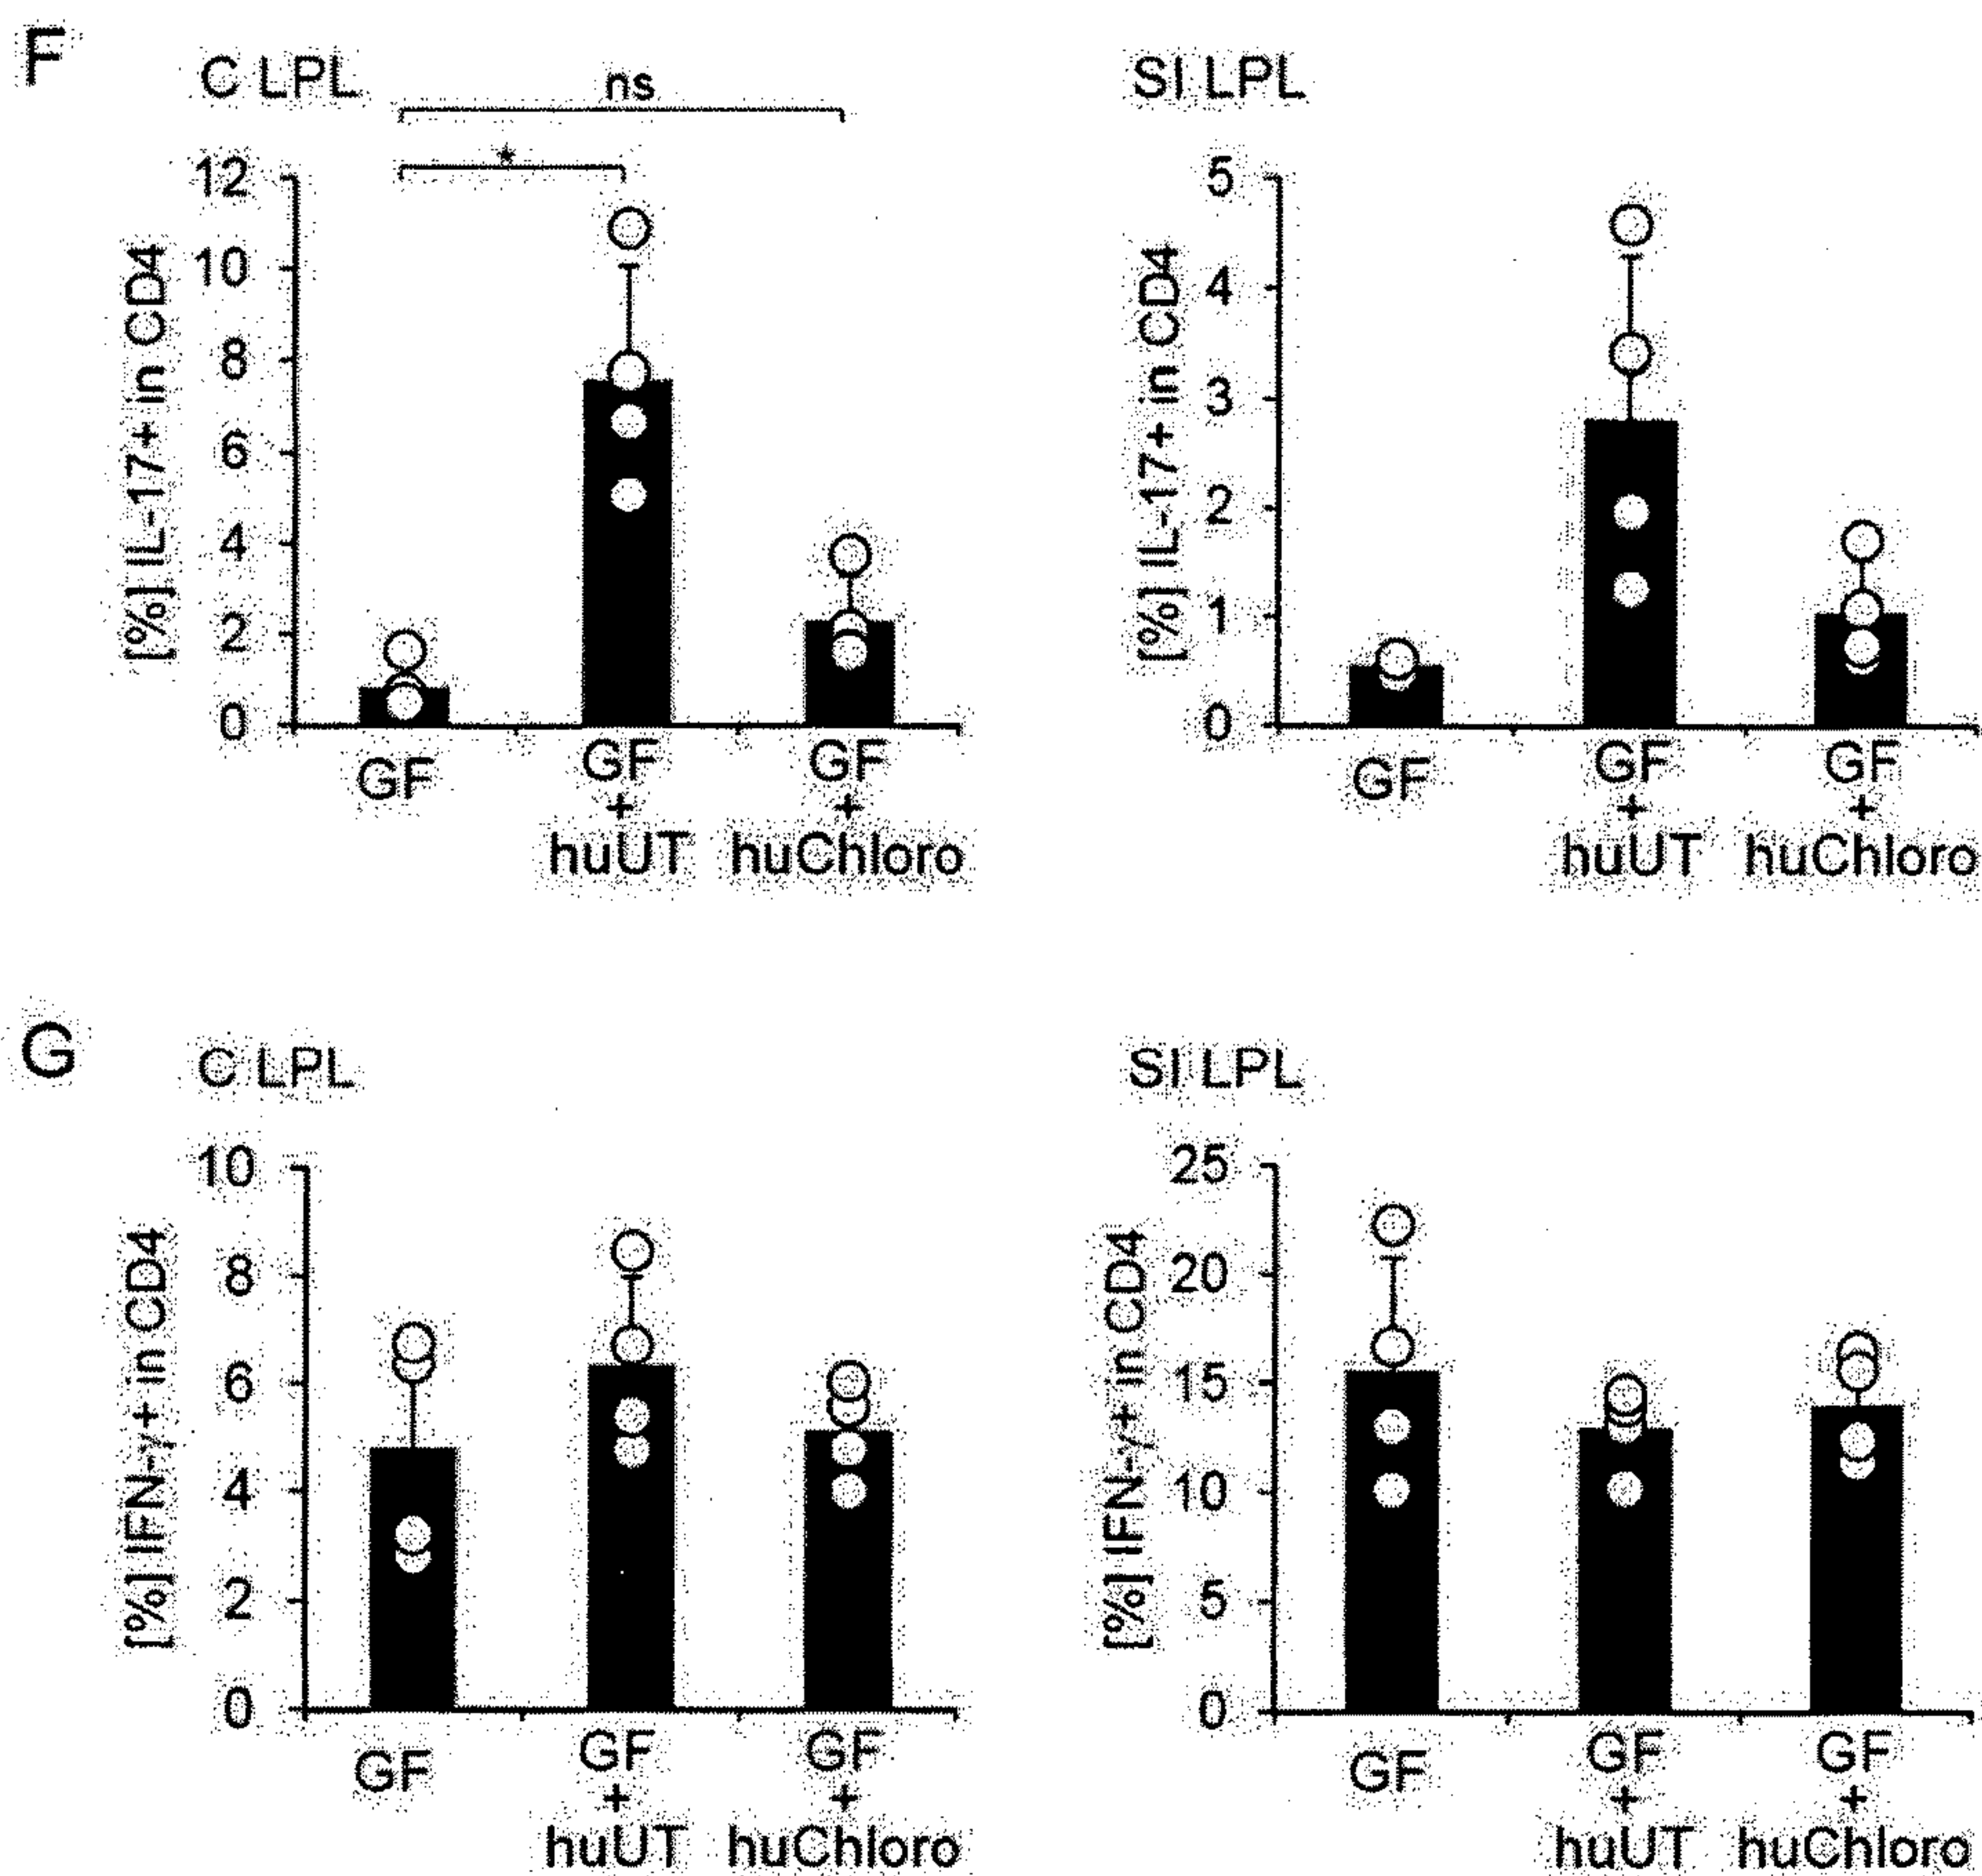 F
C LPL
ns
*
[%] IL-17+ in CD4
12
10
8
6
4
2
0
GF
GF
+
huUT
GF
+
huChloro
SI LPL
[%] IL-17+ in CD4
5
4
3
2
1
0
GF
GF
+
huUT
GF
+
huChloro
G
C LPL
[%] IFN-γ+ in CD4
10
8
6
4
2
0
GF
GF
+
huUT
GF
+
huChloro
SI LPL
[%] IFN-γ+ in CD4
25
20
15
10
5
0
GF
GF
+
huUT
GF
+
huChloro